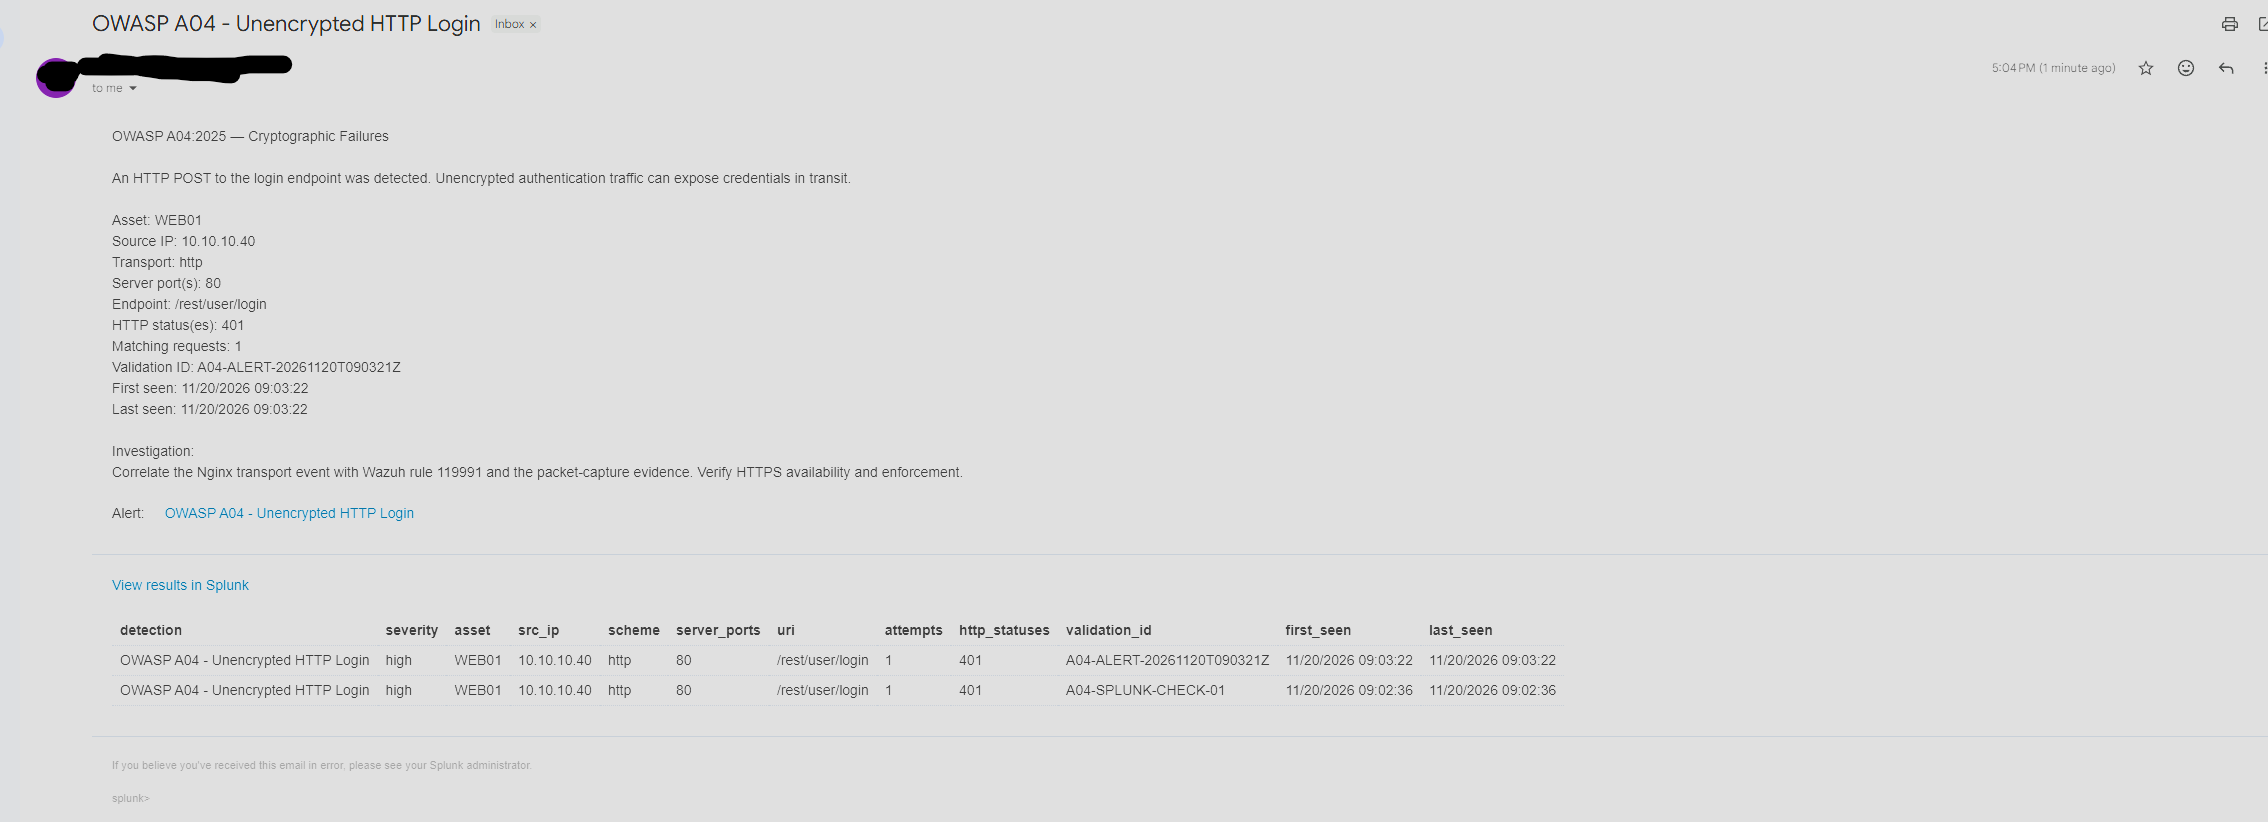 OWASP A04 - Unencrypted HTTP Login Inbox ×
5:04 PM (1 minute ago)
to me
OWASP A04:2025 — Cryptographic Failures
An HTTP POST to the login endpoint was detected. Unencrypted authentication traffic can expose credentials in transit.
Asset: WEB01
Source IP: 10.10.10.40
Transport: http
Server port(s): 80
Endpoint: /rest/user/login
HTTP status(es): 401
Matching requests: 1
Validation ID: A04-ALERT-20261120T090321Z
First seen: 11/20/2026 09:03:22
Last seen: 11/20/2026 09:03:22
Investigation:
Correlate the Nginx transport event with Wazuh rule 119991 and the packet-capture evidence. Verify HTTPS availability and enforcement.
Alert: OWASP A04 - Unencrypted HTTP Login
View results in Splunk
detection severity asset src_ip scheme server_ports uri attempts http_statuses validation_id first_seen last_seen
OWASP A04 - Unencrypted HTTP Login high WEB01 10.10.10.40 http 80 /rest/user/login 1 401 A04-ALERT-20261120T090321Z 11/20/2026 09:03:22 11/20/2026 09:03:22
OWASP A04 - Unencrypted HTTP Login high WEB01 10.10.10.40 http 80 /rest/user/login 1 401 A04-SPLUNK-CHECK-01 11/20/2026 09:02:36 11/20/2026 09:02:36
If you believe you've received this email in error, please see your Splunk administrator.
splunk>